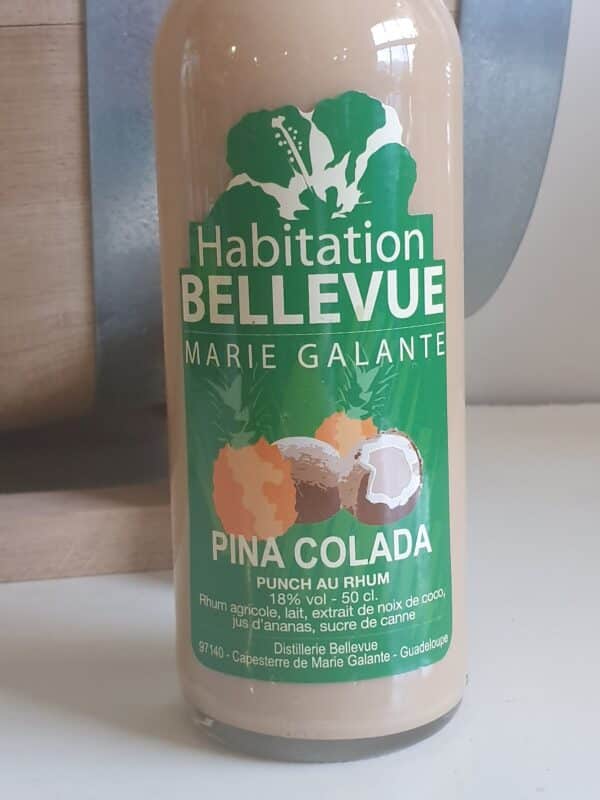 Habitation
BELLEVUE
MARIE GALANTE
PINA COLADA
PUNCH AU RHUM
18% vol - 50 cl.
Rhum agricole, lait, extrait de noix de coco,
jus d'ananas, sucre de canne
Distillerie Bellevue
97140 - Capesterre de Marie Galante - Guadeloupe